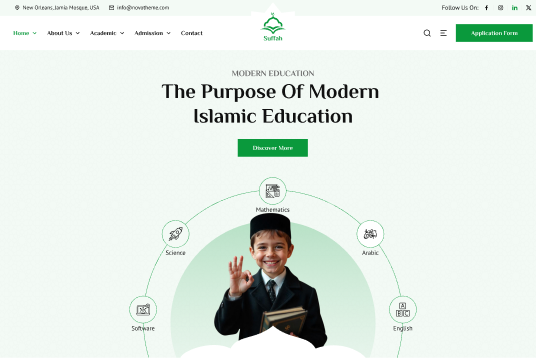 New Orleans, Jamia Mosque, USA
info@novatheme.com
Follow Us On:
Home
About Us
Academic
Admission
Contact
Suffah
Application Form
MODERN EDUCATION
The Purpose Of Modern
Islamic Education
Discover More
Mathematics
Science
Arabic
Software
A
B C
English